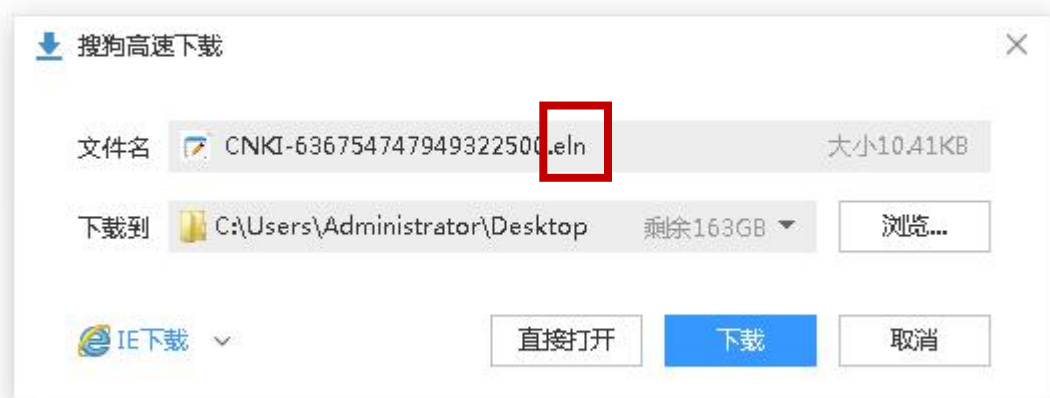 搜狗高速下载
文件名 CNKI-636754747949322500.eln 大小10.41KB
下载到 C:\Users\Administrator\Desktop 剩余163GB 浏览...
IE下载 直接打开 下载 取消